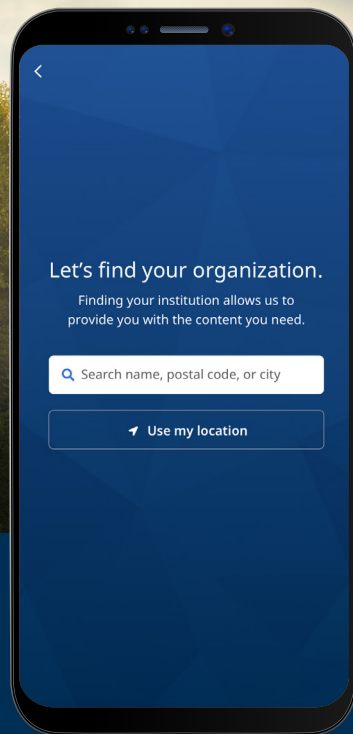 Let’s find your organization.
Finding your institution allows us to
provide you with the content you need.
Search name, postal code, or city
Use my location